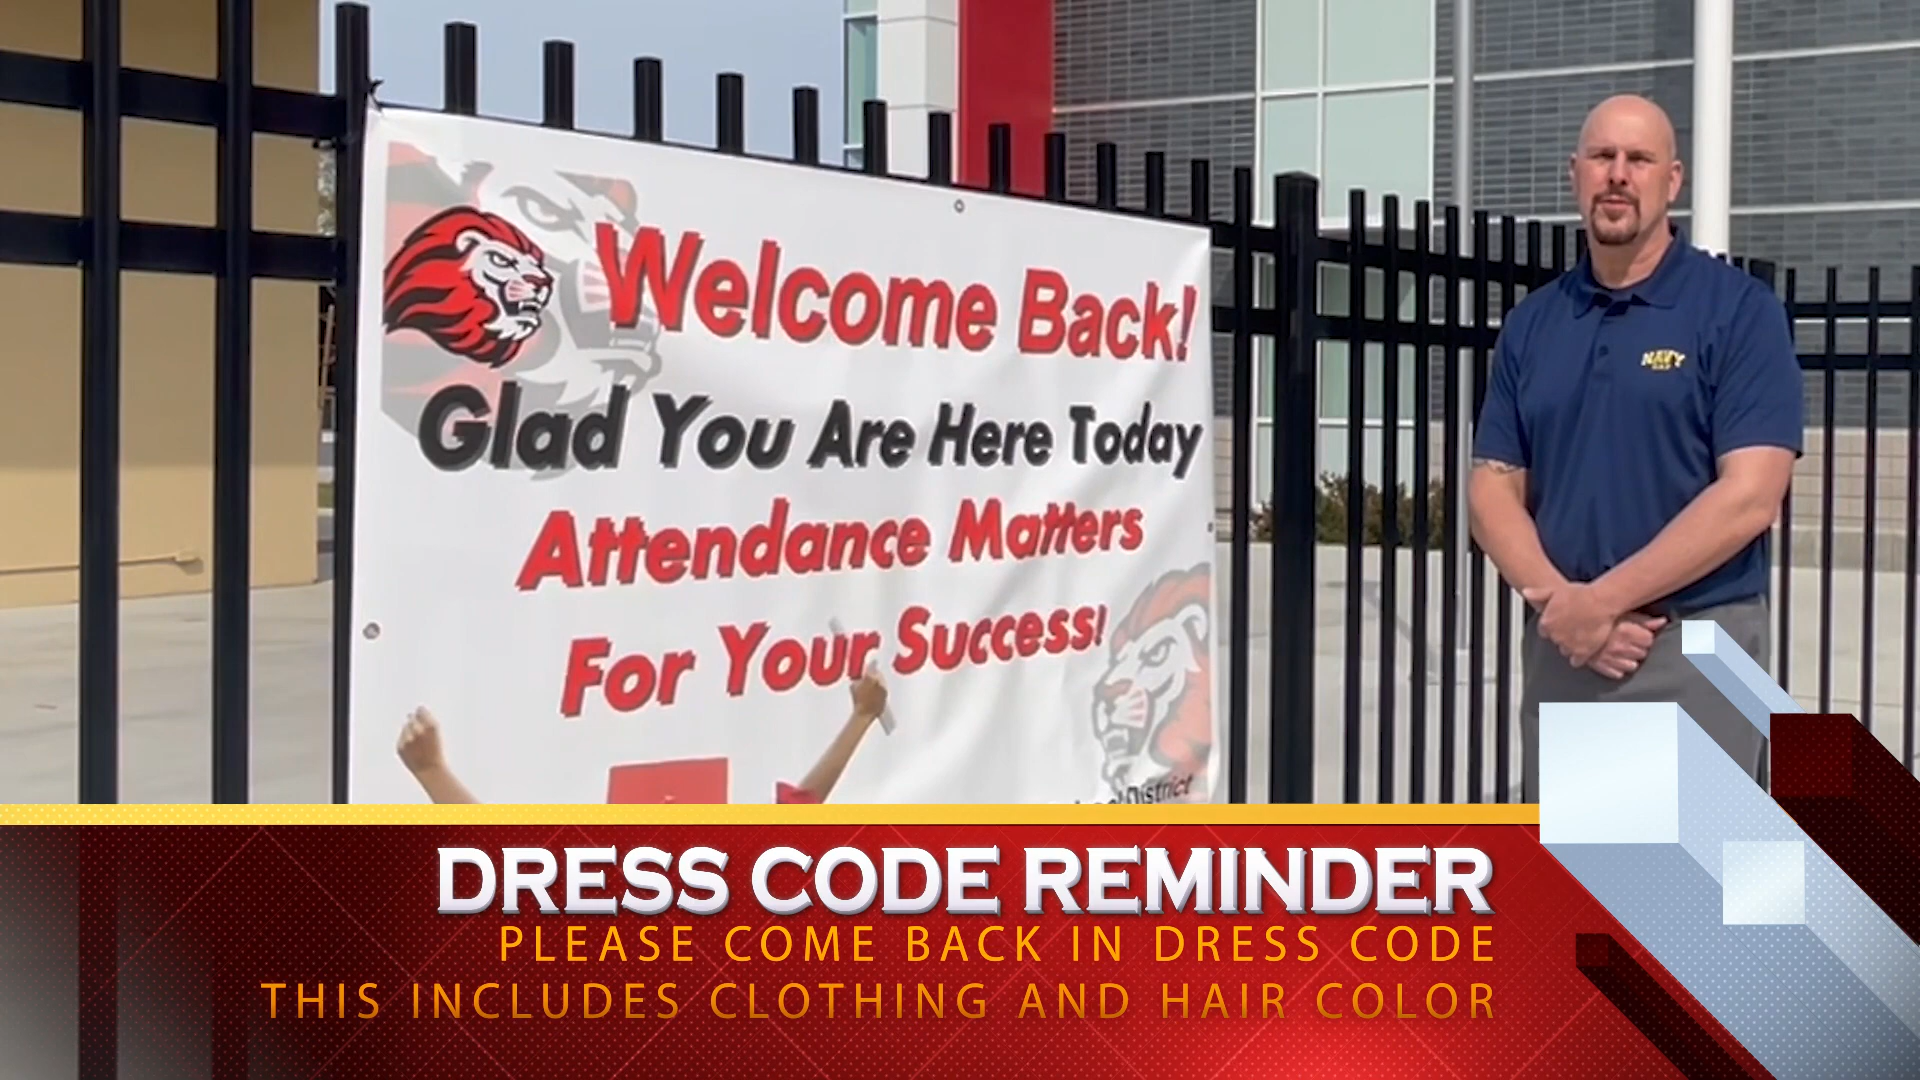 Welcome Back!
Glad You Are Here Today
Attendance Matters
For Your Success!
District
NAVY
DRESS CODE REMINDER
PLEASE COME BACK IN DRESS CODE
THIS INCLUDES CLOTHING AND HAIR COLOR